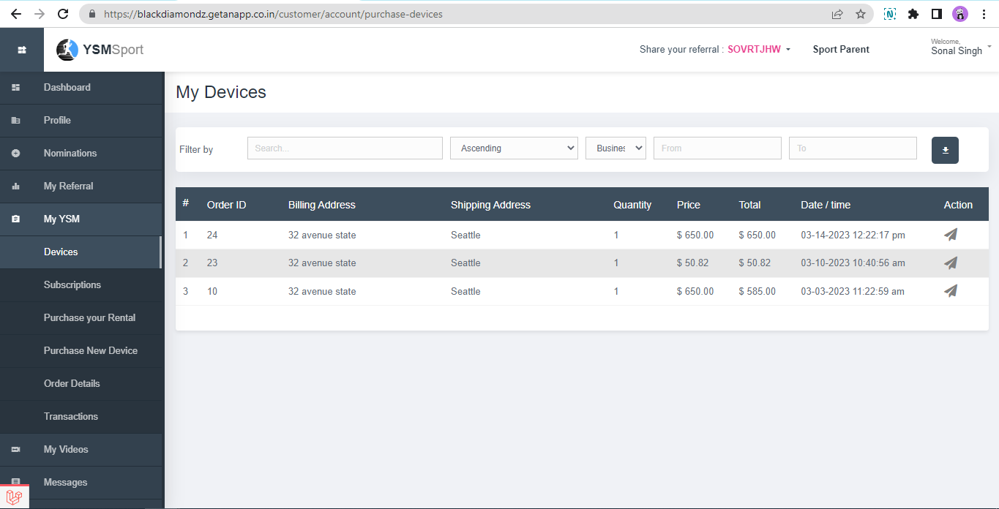 https://blackdiamondz.getanapp.co.in/customer/account/purchase-devices
YSMSport
Share your referral : SOVRTJHW
Sport Parent
Welcome,
Sonal Singh
Dashboard
Profile
Nominations
My Referral
My YSM
Devices
Subscriptions
Purchase your Rental
Purchase New Device
Order Details
Transactions
My Videos
Messages
My Devices
Filter by Search... Ascending Busines From To
# Order ID Billing Address Shipping Address Quantity Price Total Date / time Action
1 24 32 avenue state Seattle 1 $ 650.00 $ 650.00 03-14-2023 12:22:17 pm
2 23 32 avenue state Seattle 1 $ 50.82 $ 50.82 03-10-2023 10:40:56 am
3 10 32 avenue state Seattle 1 $ 650.00 $ 585.00 03-03-2023 11:22:59 am